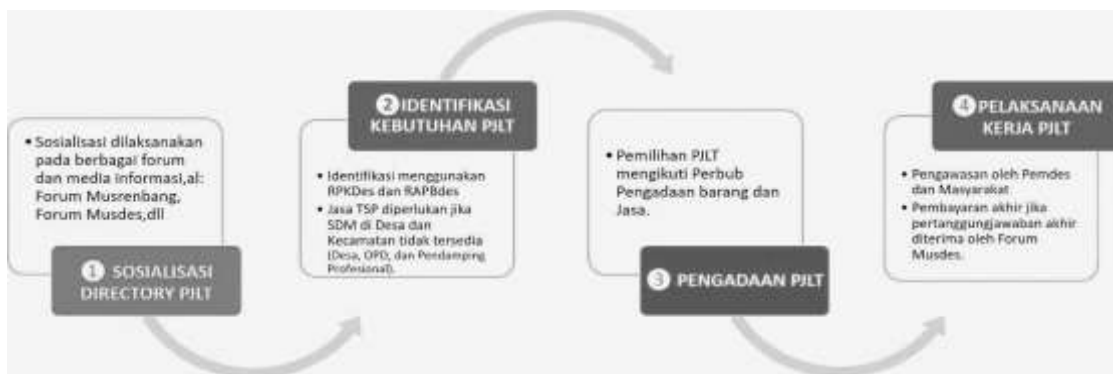 • Sosialisasi dilaksanakan
pada berbagai forum
dan media informasi,al:
Forum Musrenbang,
Forum Musdes,dll
1 SOSIALISASI
DIRECTORY PJLT
2 IDENTIFIKASI
KEBUTUHAN PJLT
• Identifikasi menggunakan
RPKDes dan RAPBdes
• Jasa TSP diperlukan jika
SDM di Desa dan
Kecamatan tidak tersedia
(Desa, OPD, dan Pendamping
Profesional).
• Pemilihan PJLT
mengikuti Perbub
Pengadaan barang dan
Jasa.
3 PENGADAAN PJLT
4 PELAKSANAAN
KERJA PJLT
• Pengawasan oleh Pemdes
dan Masyarakat
• Pembayaran akhir jika
pertanggungjawaban akhir
diterima oleh Forum
Musdes.